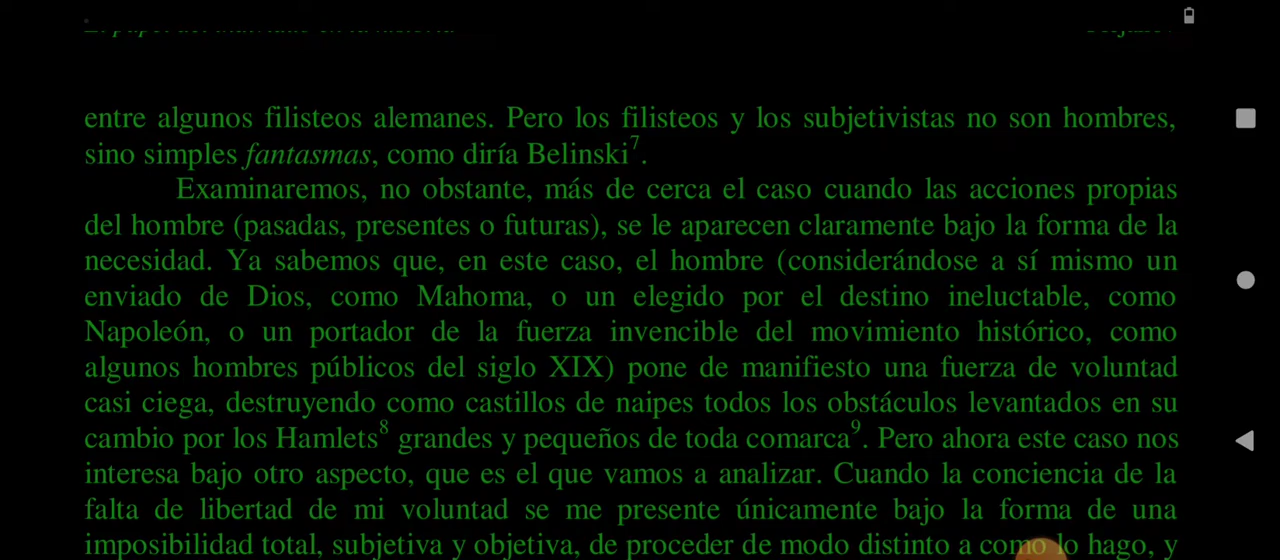 entre algunos filisteos alemanes. Pero los filisteos y los subjetivistas no son hombres,
sino simples fantasmas, como diría Belinski7.
Examinaremos, no obstante, más de cerca el caso cuando las acciones propias
del hombre (pasadas, presentes o futuras), se le aparecen claramente bajo la forma de la
necesidad. Ya sabemos que, en este caso, el hombre (considerándose a sí mismo un
enviado de Dios, como Mahoma, o un elegido por el destino ineluctable, como
Napoleón, o un portador de la fuerza invencible del movimiento histórico, como
algunos hombres públicos del siglo XIX) pone de manifiesto una fuerza de voluntad
casi ciega, destruyendo como castillos de naipes todos los obstáculos levantados en su
cambio por los Hamlets8 grandes y pequeños de toda comarca9. Pero ahora este caso nos
interesa bajo otro aspecto, que es el que vamos a analizar. Cuando la conciencia de la
falta de libertad de mi voluntad se me presente únicamente bajo la forma de una
imposibilidad total, subjetiva y objetiva, de proceder de modo distinto a como lo hago, y